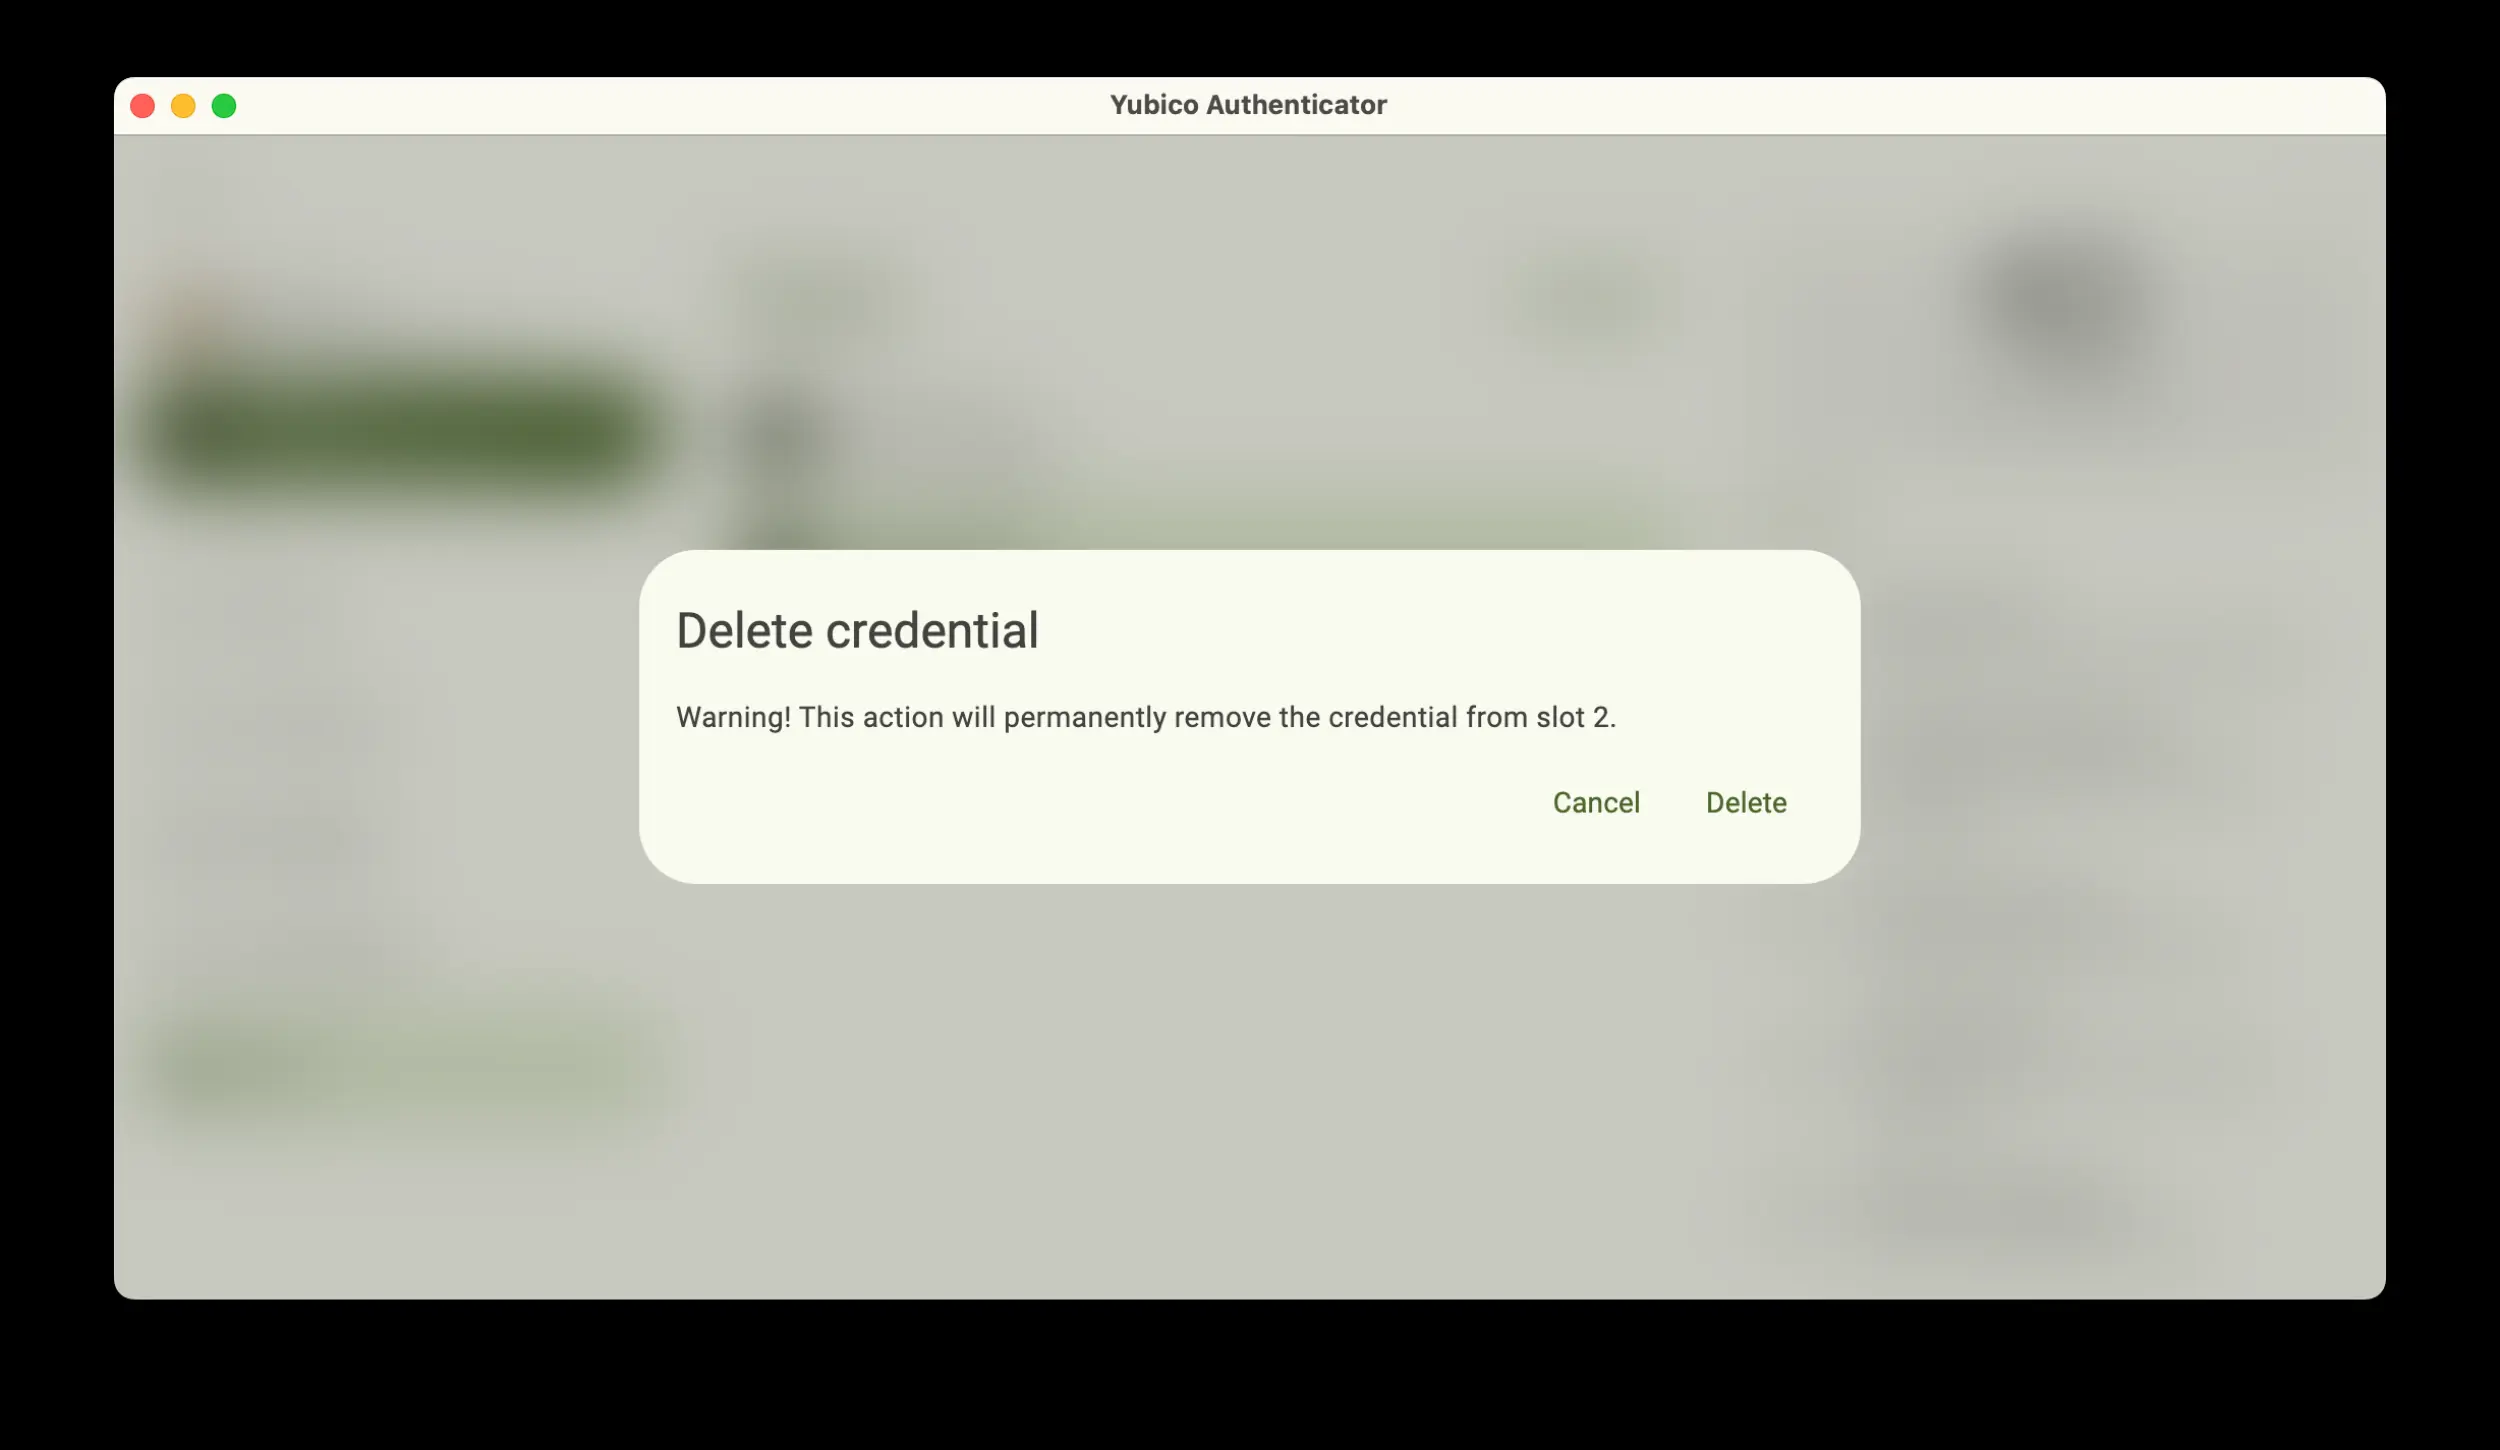 Yubico Authenticator
Delete credential
Warning! This action will permanently remove the credential from slot 2.
Cancel Delete